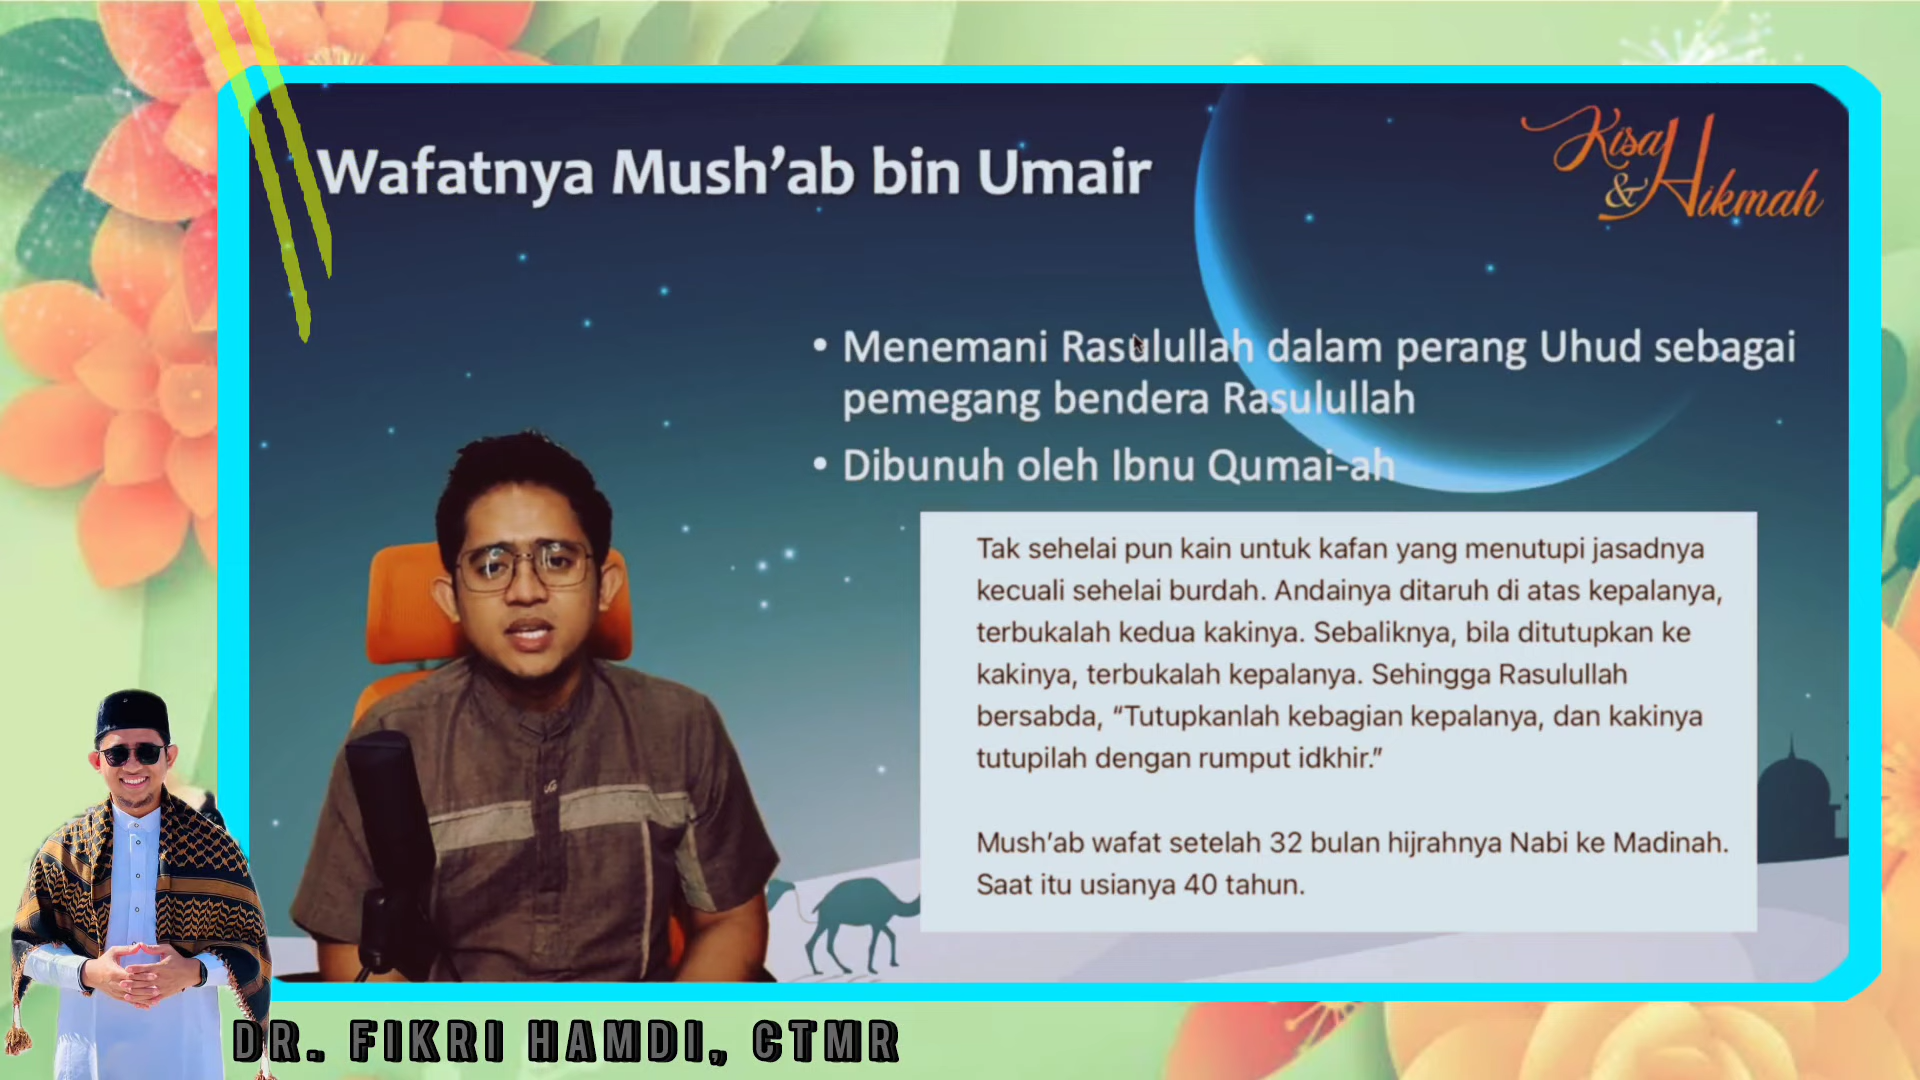 Wafatnya Mush’ab bin Umair
Kisah
& Hikmah
• Menemani Rasulullah dalam perang Uhud sebagai
pemegang bendera Rasulullah
• Dibunuh oleh Ibnu Qumai-ah
Tak sehelai pun kain untuk kafan yang menutupi jasadnya
kecuali sehelai burdah. Andainya ditaruh di atas kepalanya,
terbukalah kedua kakinya. Sebaliknya, bila ditutupkan ke
kakinya, terbukalah kepalanya. Sehingga Rasulullah
bersabda, “Tutupkanlah kebagian kepalanya, dan kakinya
tutupilah dengan rumput idkhir.”
Mush’ab wafat setelah 32 bulan hijrahnya Nabi ke Madinah.
Saat itu usianya 40 tahun.
DR. FIKRI HAMDI, CTMR